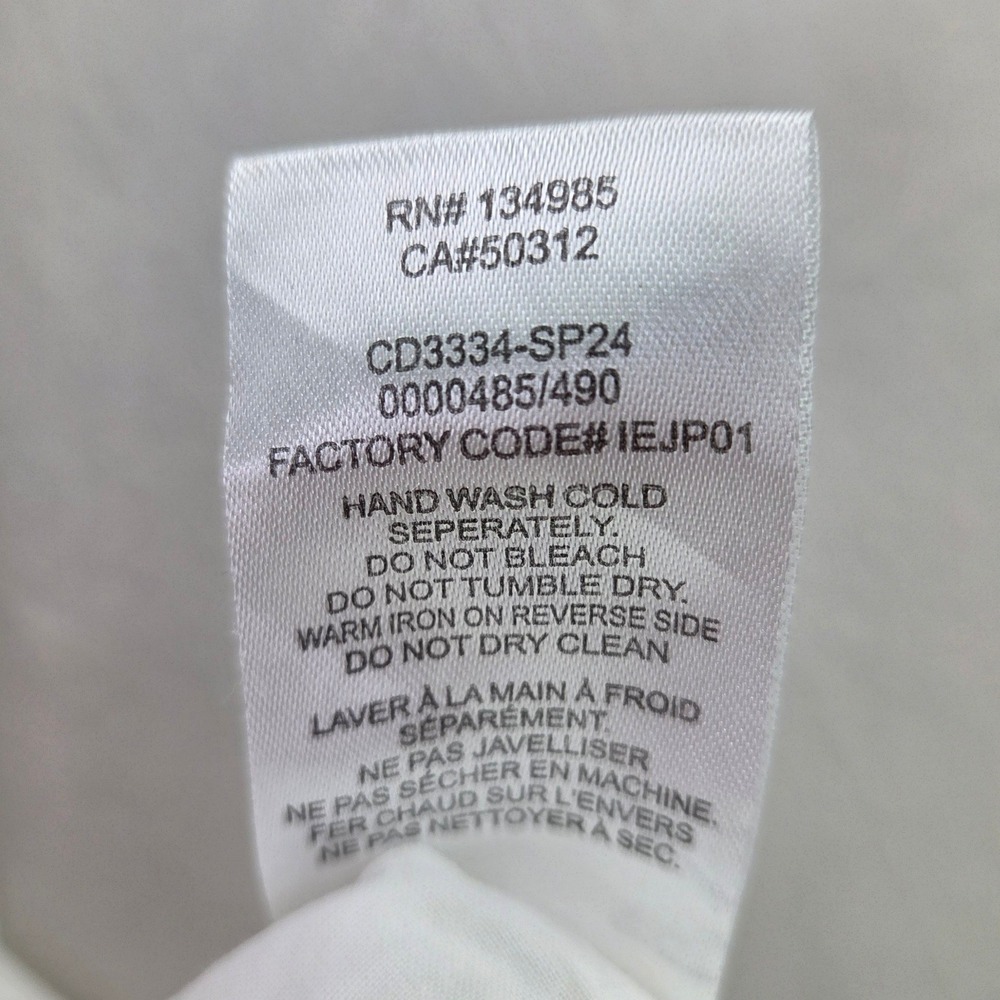 RN# 134985
CA#50312
CD3334-SP24
0000485/490
FACTORY CODE# IEJP01
HAND WASH COLD
SEPERATELY.
DO NOT BLEACH
DO NOT TUMBLE DRY.
WARM IRON ON REVERSE SIDE
DO NOT DRY CLEAN
LAVER À LA MAIN À FROID
SÉPARÉMENT.
NE PAS JAVELLISER
NE PAS SÉCHER EN MACHINE.
FER CHAUD SUR L'ENVERS
NE PAS NETTOYER À SEC.